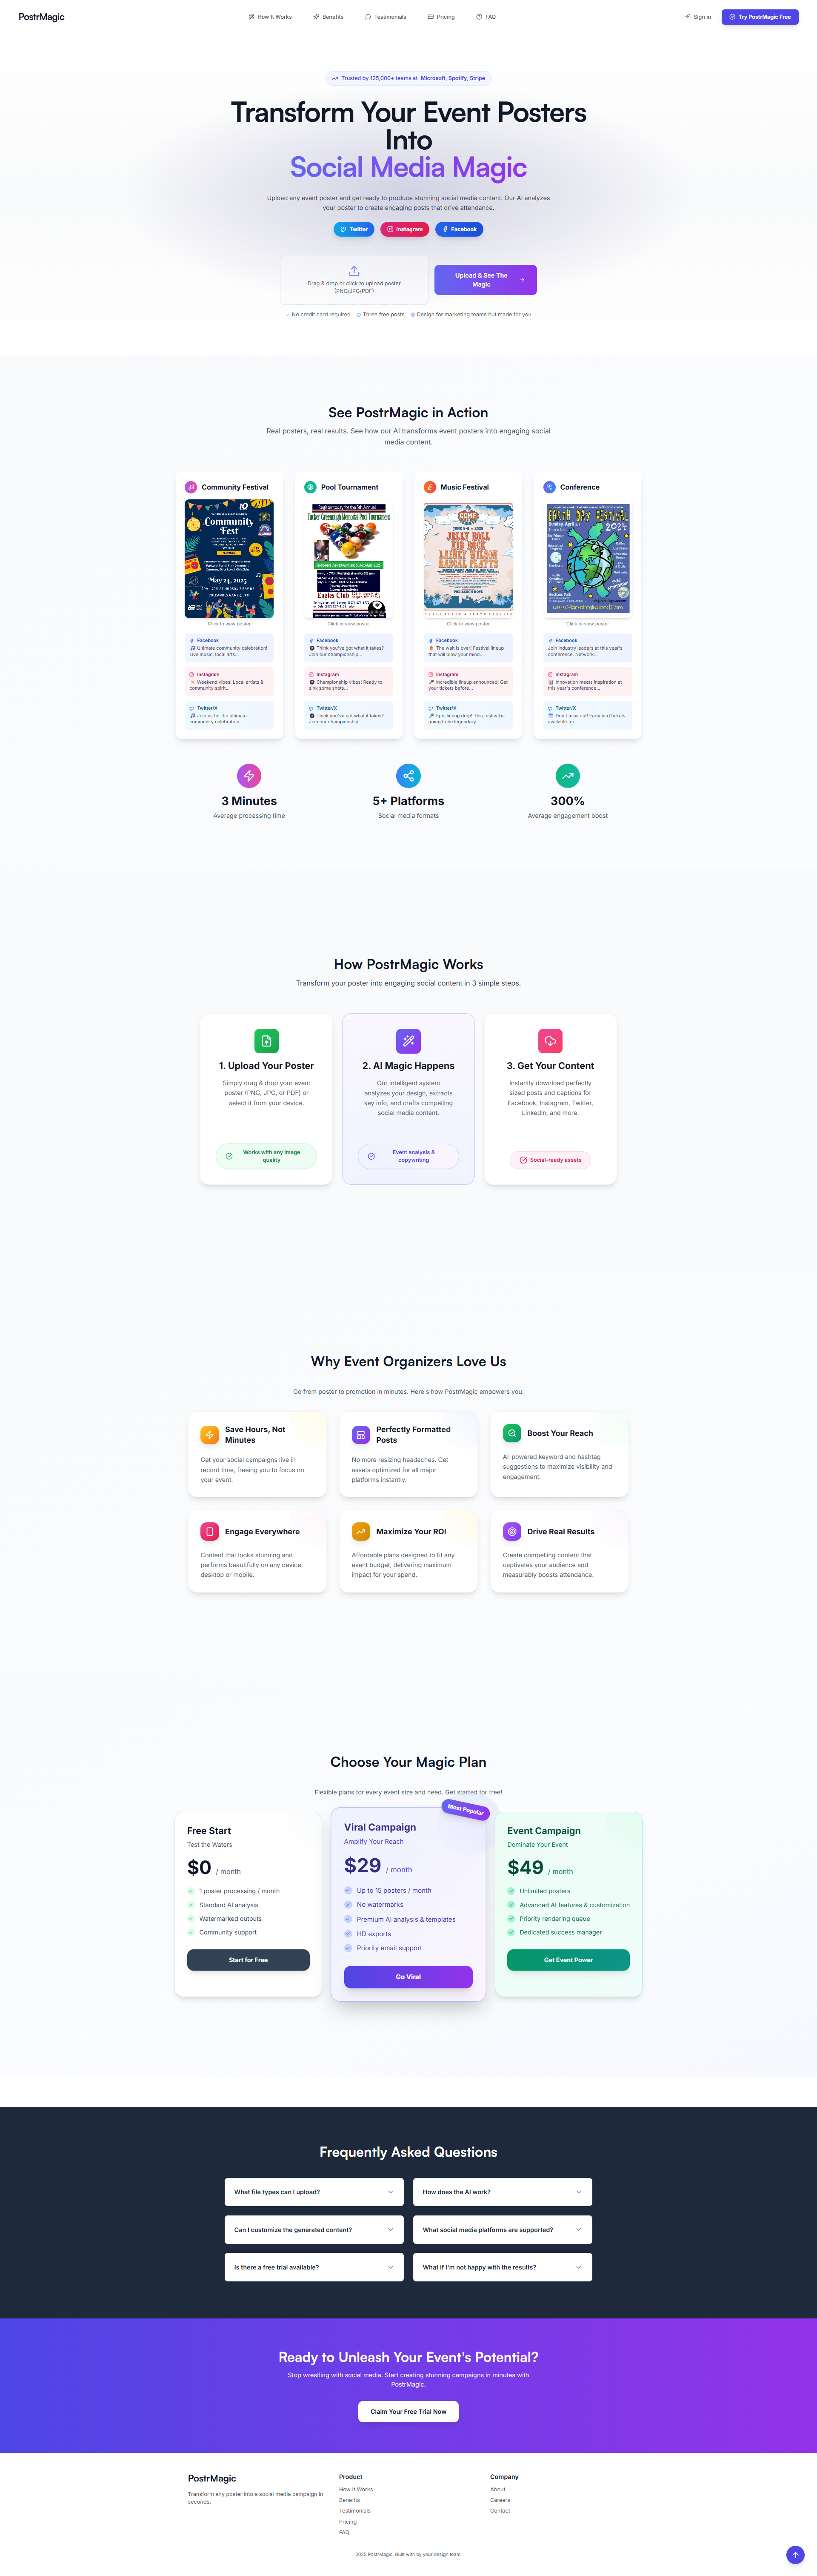 PostrMagic
How It Works
Benefits
Testimonials
Pricing
FAQ
Sign in
Try PostrMagic Free
Trusted by 125,000+ teams at Microsoft, Spotify, Stripe
Transform Your Event Posters
Into
Social Media Magic
Upload any event poster and get ready to produce stunning social media content. Our AI analyzes
your poster to create engaging posts that drive attendance.
Twitter
Instagram
Facebook
Drag & drop or click to upload poster
(PNG/JPG/PDF)
Upload & See The
Magic
No credit card required
Three free posts
Design for marketing teams but made for you
See PostrMagic in Action
Real posters, real results. See how our AI transforms event posters into engaging social
media content.
Community Festival
Community
Fest
May 24, 2025
Click to view poster
Facebook
Ultimate community celebration!
Live music, local arts...
Instagram
Weekend vibes! Local artists &
community spirit...
Twitter/X
Join us for the ultimate
community celebration...
Pool Tournament
Register today for the 5th Annual
Tucker Greenough Memorial Pool Tournament
Eagles Club
Click to view poster
Facebook
Think you've got what it takes?
Join our championship...
Instagram
Championship vibes! Ready to
sink some shots...
Twitter/X
Think you've got what it takes?
Join our championship...
Music Festival
CCMF
JUNE 5-8 2025
JELLY ROLL
KID ROCK
LAINEY WILSON
RASCAL FLATTS
THE BEACH BOYS
Click to view poster
Facebook
The wait is over! Festival lineup
that will blow your mind...
Instagram
Incredible lineup announced! Get
your tickets before...
Twitter/X
Epic lineup drop! This festival is
going to be legendary...
Conference
EARTH DAY FESTIVAL
www.PlanetEnglewood.Com
Click to view poster
Facebook
Join industry leaders at this year's
conference. Network...
Instagram
Innovation meets inspiration at
this year's conference...
Twitter/X
Don't miss out! Early bird tickets
available for...
3 Minutes
Average processing time
5+ Platforms
Social media formats
300%
Average engagement boost
How PostrMagic Works
Transform your poster into engaging social content in 3 simple steps.
1. Upload Your Poster
Simply drag & drop your event
poster (PNG, JPG, or PDF) or
select it from your device.
Works with any image
quality
2. AI Magic Happens
Our intelligent system
analyzes your design, extracts
key info, and crafts compelling
social media content.
Event analysis &
copywriting
3. Get Your Content
Instantly download perfectly
sized posts and captions for
Facebook, Instagram, Twitter,
LinkedIn, and more.
Social-ready assets
Why Event Organizers Love Us
Go from poster to promotion in minutes. Here's how PostrMagic empowers you:
Save Hours, Not
Minutes
Get your social campaigns live in
record time, freeing you to focus on
your event.
Perfectly Formatted
Posts
No more resizing headaches. Get
assets optimized for all major
platforms instantly.
Boost Your Reach
AI-powered keyword and hashtag
suggestions to maximize visibility and
engagement.
Engage Everywhere
Content that looks stunning and
performs beautifully on any device,
desktop or mobile.
Maximize Your ROI
Affordable plans designed to fit any
event budget, delivering maximum
impact for your spend.
Drive Real Results
Create compelling content that
captivates your audience and
measurably boosts attendance.
Choose Your Magic Plan
Flexible plans for every event size and need. Get started for free!
Free Start
Test the Waters
$0 / month
1 poster processing / month
Standard AI analysis
Watermarked outputs
Community support
Start for Free
Most Popular
Viral Campaign
Amplify Your Reach
$29 / month
Up to 15 posters / month
No watermarks
Premium AI analysis & templates
HD exports
Priority email support
Go Viral
Event Campaign
Dominate Your Event
$49 / month
Unlimited posters
Advanced AI features & customization
Priority rendering queue
Dedicated success manager
Get Event Power
Frequently Asked Questions
What file types can I upload?
How does the AI work?
Can I customize the generated content?
What social media platforms are supported?
Is there a free trial available?
What if I'm not happy with the results?
Ready to Unleash Your Event's Potential?
Stop wrestling with social media. Start creating stunning campaigns in minutes with
PostrMagic.
Claim Your Free Trial Now
PostrMagic
Transform any poster into a social media campaign in
seconds.
Product
How It Works
Benefits
Testimonials
Pricing
FAQ
Company
About
Careers
Contact
2025 PostrMagic. Built with by your design team.